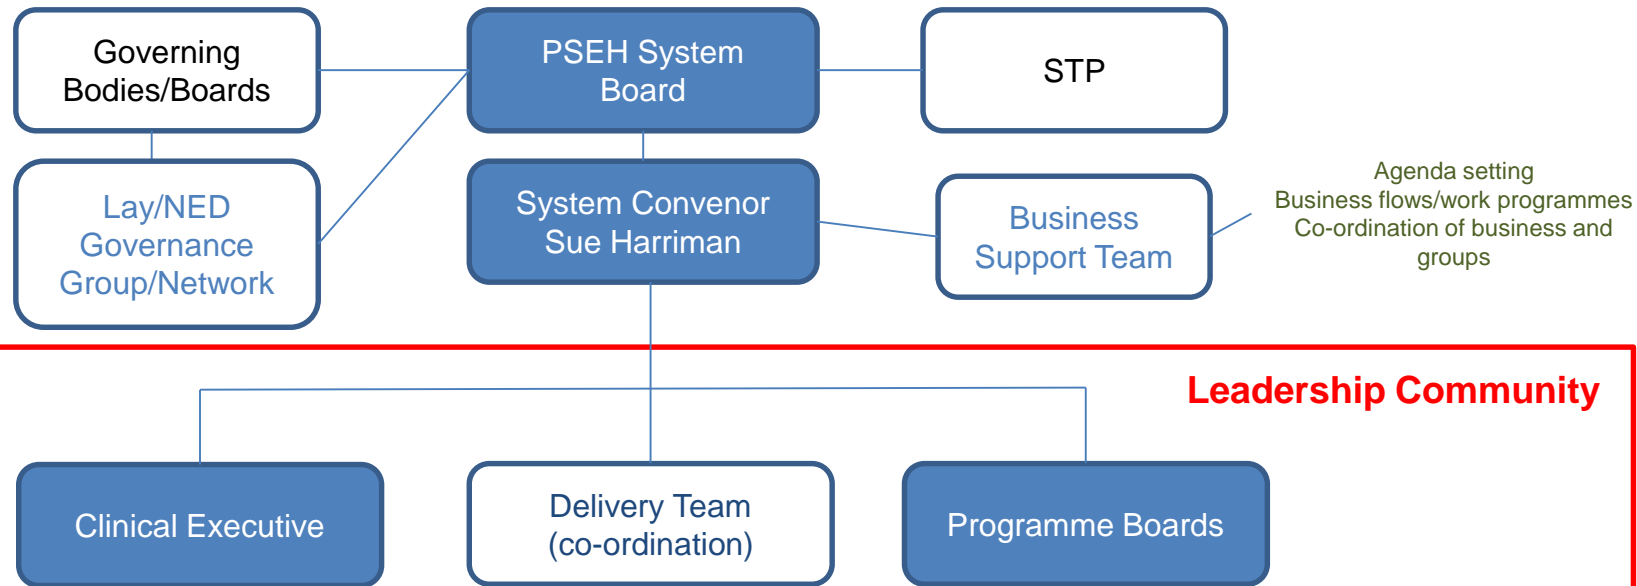 Governing
Bodies/Boards
PSEH System
Board
STP
Lay/NED
Governance
Group/Network
System Convenor
Sue Harriman
Business
Support Team
Agenda setting
Business flows/work programmes
Co-ordination of business and
groups
Leadership Community
Clinical Executive
Delivery Team
(co-ordination)
Programme Boards